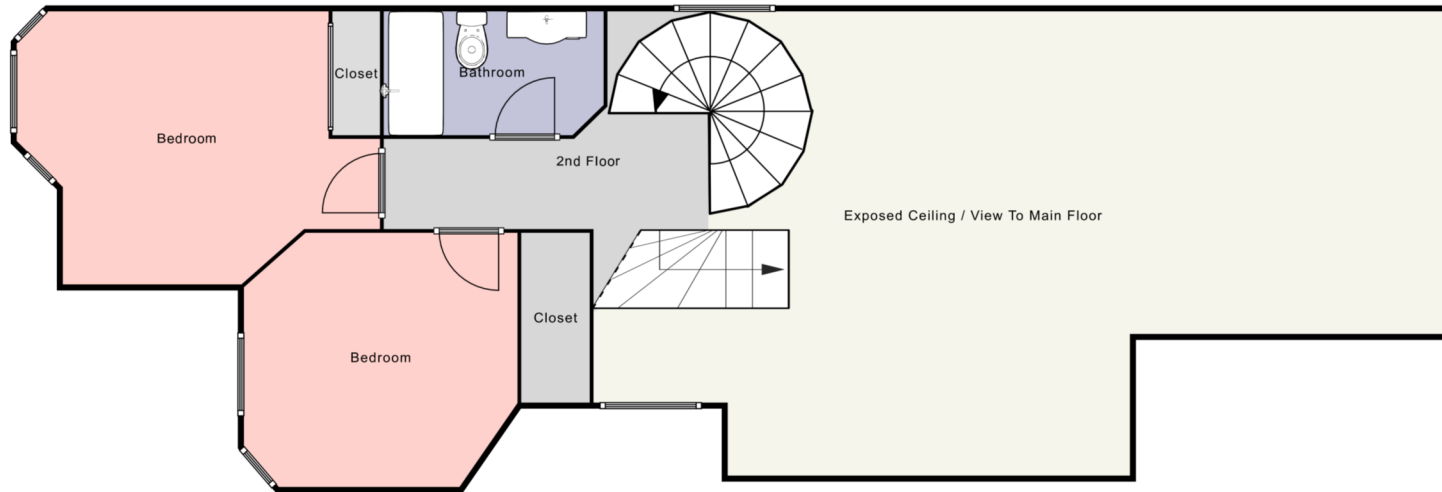 Closet
Bathroom
Bedroom
2nd Floor
Exposed Ceiling / View To Main Floor
Closet
Bedroom